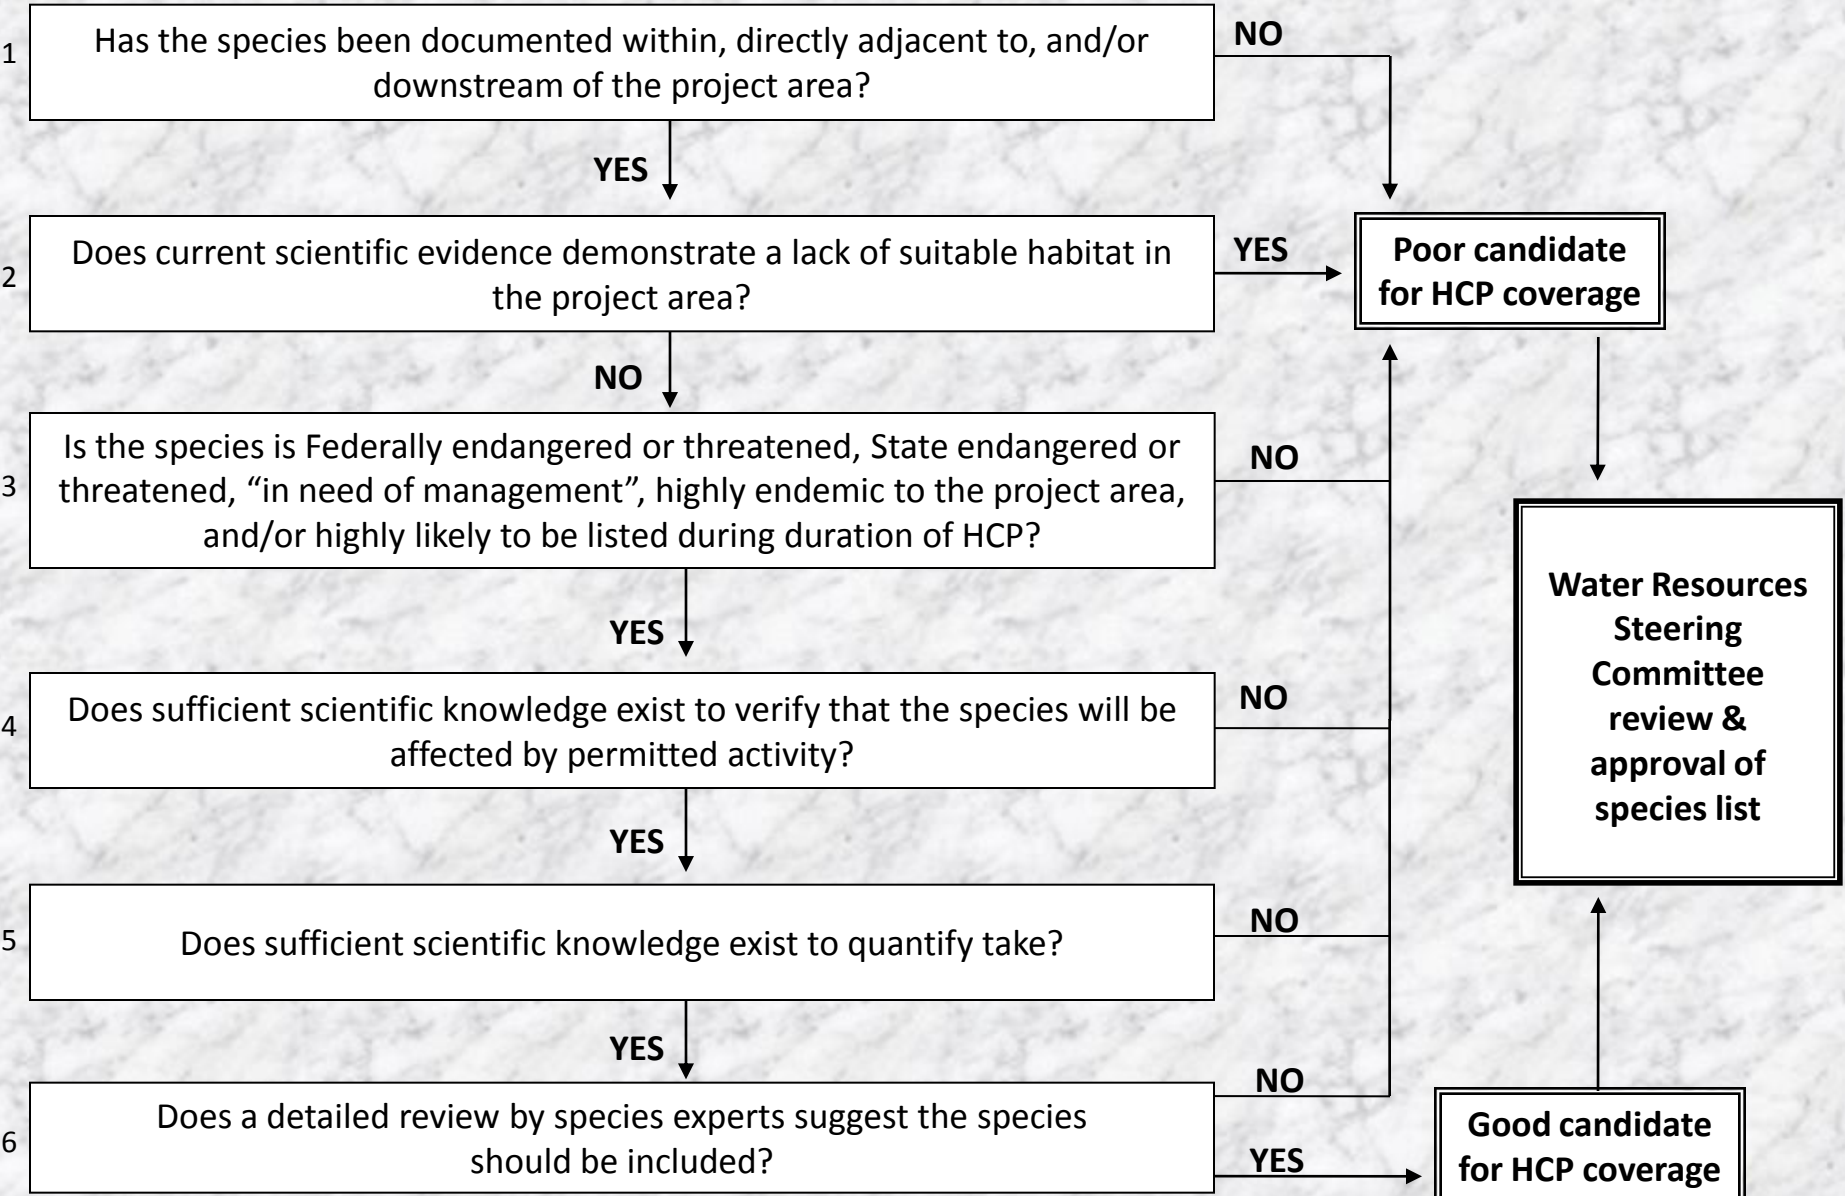 1
Has the species been documented within, directly adjacent to, and/or
downstream of the project area?
NO
YES
2
Does current scientific evidence demonstrate a lack of suitable habitat in
the project area?
YES
Poor candidate
for HCP coverage
NO
3
Is the species is Federally endangered or threatened, State endangered or
threatened, “in need of management”, highly endemic to the project area,
and/or highly likely to be listed during duration of HCP?
NO
YES
Water Resources
Steering
Committee
review &
approval of
species list
4
Does sufficient scientific knowledge exist to verify that the species will be
affected by permitted activity?
NO
YES
5
Does sufficient scientific knowledge exist to quantify take?
NO
YES
6
Does a detailed review by species experts suggest the species
should be included?
NO
YES
Good candidate
for HCP coverage